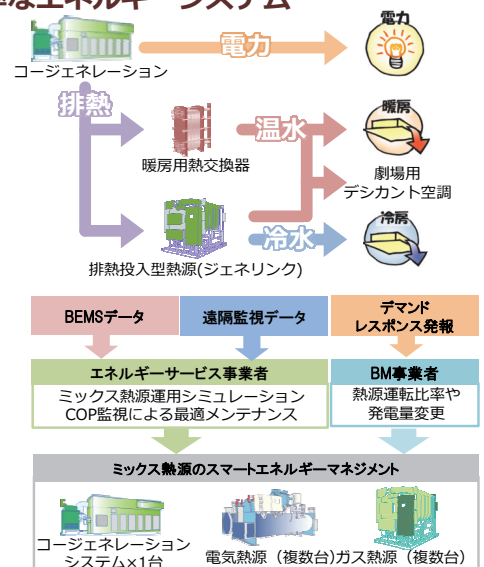 なエネルギーシステム
コージェネレーション
電力
電力
排熱
暖房用熱交換器
温水
暖房
劇場用
デシカント空調
冷水
冷房
排熱投入型熱源(ジェネリンク)
BEMSデータ
遠隔監視データ
デマンド
レスポンス発報
エネルギーサービス事業者
ミックス熱源運用シミュレーション
COP監視による最適メンテナンス
BM事業者
熱源運転比率や
発電量変更
ミックス熱源のスマートエネルギーマネジメント
コージェネレーション
システム×1台
電気熱源（複数台）
ガス熱源（複数台）